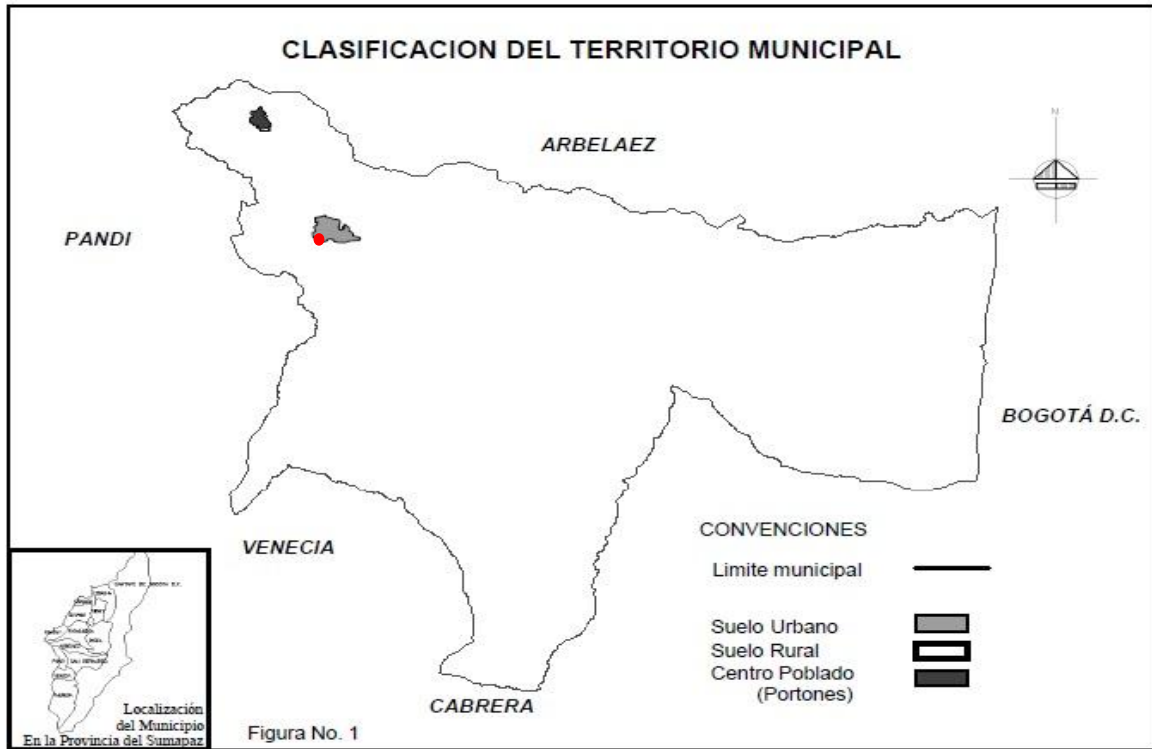 CLASIFICACION DEL TERRITORIO MUNICIPAL
ARBELAEZ
N
PANDI
BOGOTÁ D.C.
VENECIA
CABRERA
CONVENCIONES
Limite municipal
Suelo Urbano
Suelo Rural
Centro Poblado
(Portones)
Localización
del Municipio
En la Provincia del Sumapaz
Figura No. 1